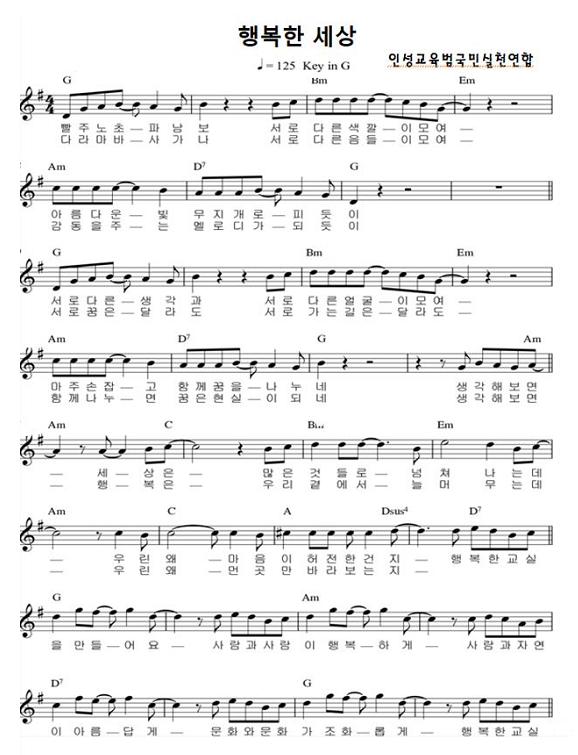 행복한 세상
♩ = 125 Key in G
인성교육범국민실천연합
G Bm Em
빨 주 노 초 – 파 낭 보 서 로 다 른 색 깔 – 이 모 여 –
다 라 마 바 – 사 가 나 서 로 다 른 음 들 – 이 모 여 –
Am D7 G
아 름 다 운 – 빛 무 지 개 로 – 피 듯 이
감 동 을 주 – 는 멜 로 디 가 – 되 듯 이
G Bm Em
서 로 다 른 – 생 각 과 서 로 다 른 얼 굴 – 이 모 여 –
서 로 꿈 은 – 달 라 도 서 로 가 는 길 은 – 달 라 도 –
Am D7 G Am
마 주 손 잡 – 고 함 께 꿈 을 – 나 누 네 생 각 해 보 면
함 께 나 누 – 면 꿈 은 현 실 – 이 되 네 생 각 해 보 면
Am C Em
– 세 상 은 – 많 은 것 들 로 – 넘 쳐 나 는 데
– 행 복 은 – 우 리 곁 에 서 – 늘 머 무 는 데
Am C A Dsus4 D7
– 우 린 왜 – 마 음 이 허 전 한 건 지 – 행 복 한 교 실
– 우 린 왜 – 먼 곳 만 바 라 보 는 지 –
G Am
을 만 들 – 어 요 – 사 람 과 사 람 이 행 복 – 하 게 – 사 람 과 자 연
D7 G
이 아 름 – 답 게 – 문 화 와 문 화 가 조 화 – 롭 게 – 행 복 한 교 실